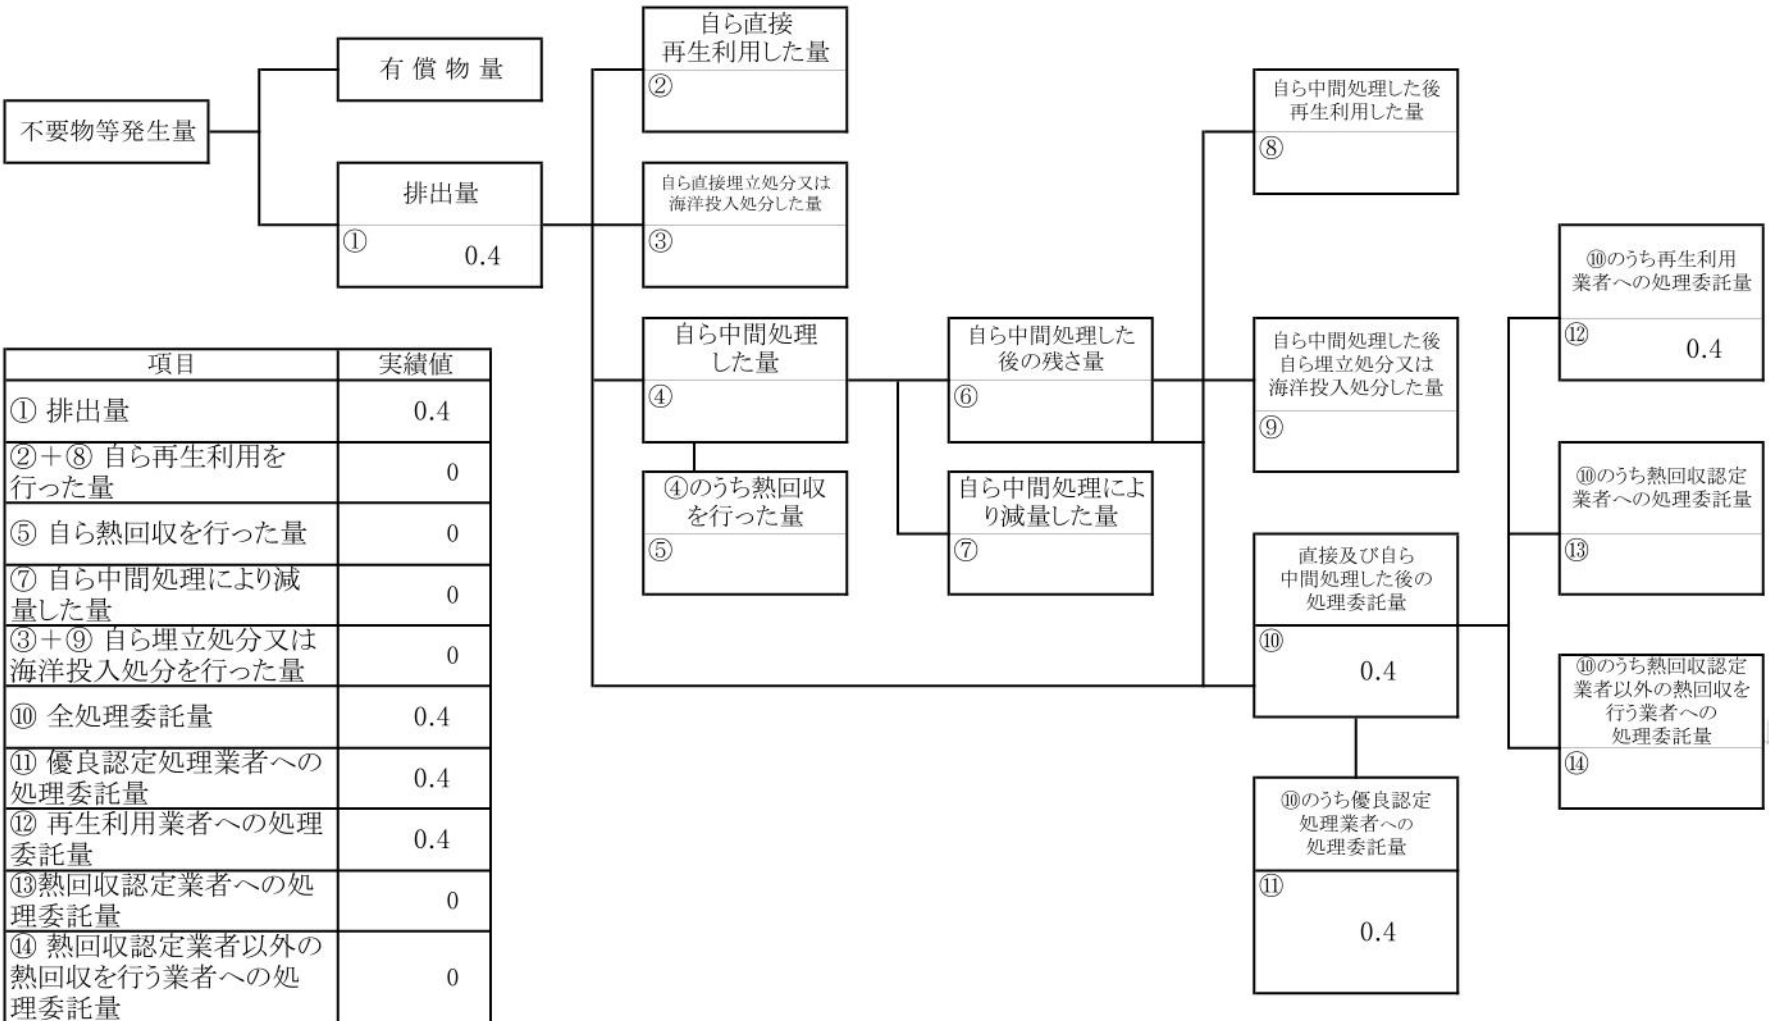 自ら直接
再生利用した量
②
有 償 物 量
不要物等発生量
排出量
①
0.4
自ら直接埋立処分又は
海洋投入処分した量
③
自ら中間処理した後
再生利用した量
⑧
自ら中間処理
した量
④
自ら中間処理した
後の残さ量
⑥
自ら中間処理した後
自ら埋立処分又は
海洋投入処分した量
⑨
⑩のうち再生利用
業者への処理委託量
⑫
0.4
④のうち熱回収
を行った量
⑤
自ら中間処理によ
り減量した量
⑦
直接及び自ら
中間処理した後の
処理委託量
⑩
0.4
⑩のうち熱回収認定
業者への処理委託量
⑬
⑩のうち熱回収認定
業者以外の熱回収を
行う業者への
処理委託量
⑭
⑩のうち優良認定
処理業者への
処理委託量
⑪
0.4
項目 実績値
① 排出量 0.4
②＋⑧ 自ら再生利用を
行った量 0
⑤ 自ら熱回収を行った量 0
⑦ 自ら中間処理により減
量した量 0
③＋⑨ 自ら埋立処分又は
海洋投入処分を行った量 0
⑩ 全処理委託量 0.4
⑪ 優良認定処理業者への
処理委託量 0.4
⑫ 再生利用業者への処理
委託量 0.4
⑬熱回収認定業者への処
理委託量 0
⑭ 熱回収認定業者以外の
熱回収を行う業者への処
理委託量 0